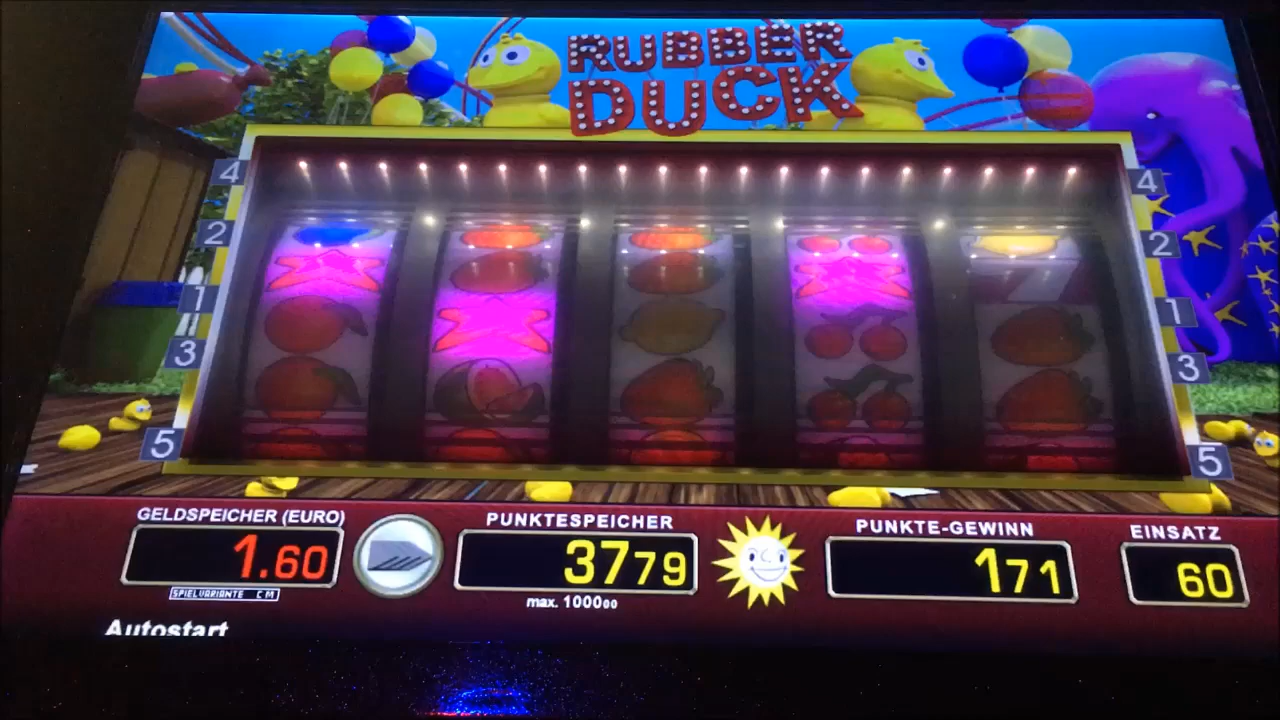 RUBBER
DUCK
4 4
2 2
1 1
3 3
5 5
GELDSPEICHER (EURO) PUNKTESPEICHER PUNKTE-GEWINN EINSATZ
1.60 3779 171 60
SPIELVARIANTE CM max. 100000
Autostart